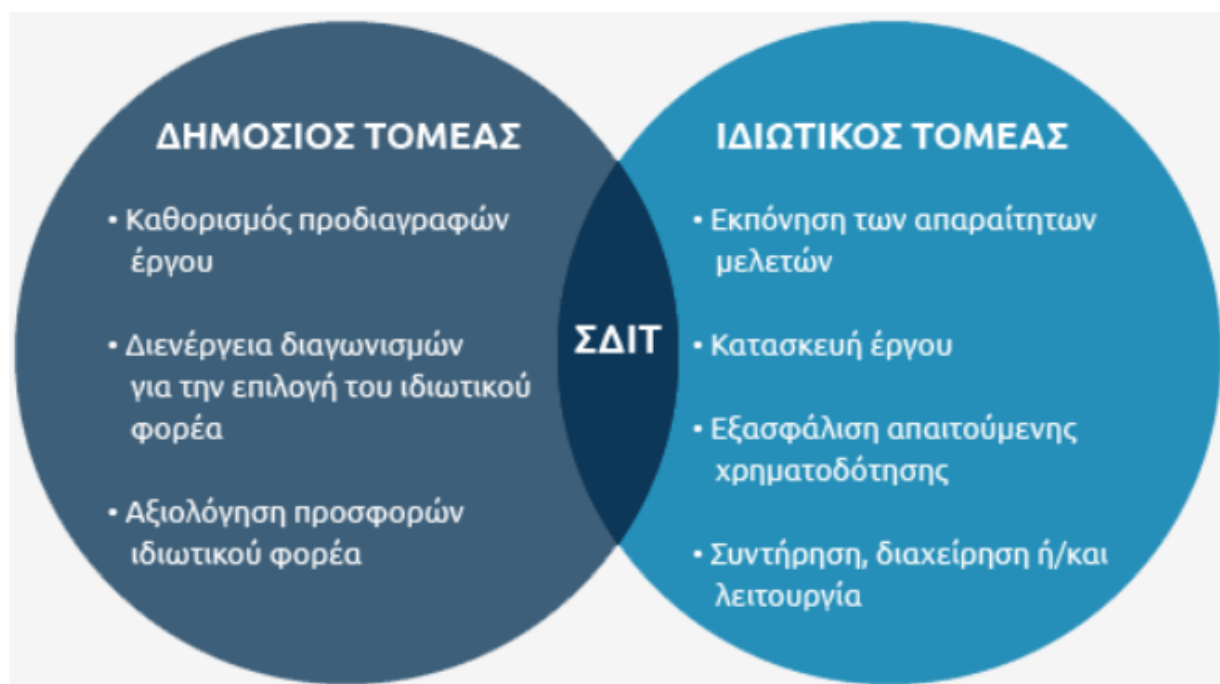 ΔΗΜΟΣΙΟΣ ΤΟΜΕΑΣ
• Καθορισμός προδιαγραφών
έργου
• Διενέργεια διαγωνισμών
για την επιλογή του ιδιωτικού
φορέα
• Αξιολόγηση προσφορών
ιδιωτικού φορέα
ΣΔΙΤ
ΙΔΙΩΤΙΚΟΣ ΤΟΜΕΑΣ
• Εκπόνηση των απαραίτητων
μελετών
• Κατασκευή έργου
• Εξασφάλιση απαιτούμενης
χρηματοδότησης
• Συντήρηση, διαχείρηση ή/και
λειτουργία